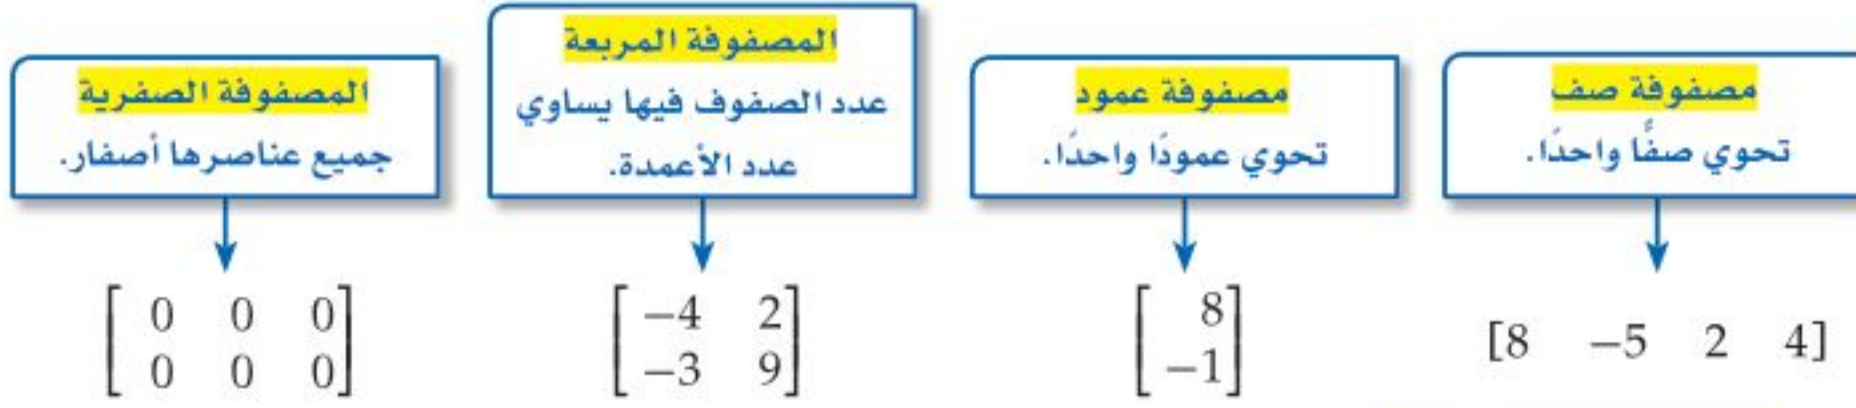 مصفوفة صف
تحوي صفًّا واحدًا.
[8 −5 2 4]
مصفوفة عمود
تحوي عمودًا واحدًا.
[8
−1]
المصفوفة المربعة
عدد الصفوف فيها يساوي
عدد الأعمدة.
[−4 2
−3 9]
المصفوفة الصفرية
جميع عناصرها أصفار.
[0 0 0
0 0 0]